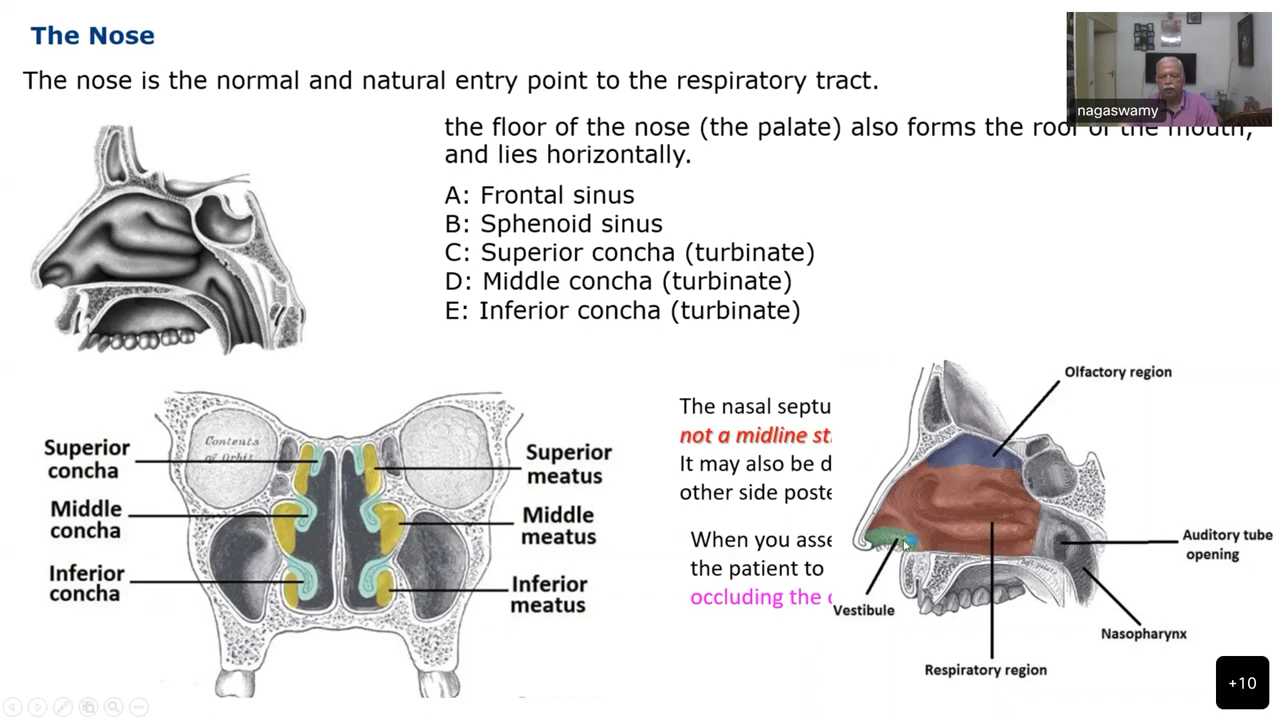 The Nose
The nose is the normal and natural entry point to the respiratory tract.
nagaswamy
the floor of the nose (the palate) also forms the roof of the mouth,
and lies horizontally.
A: Frontal sinus
B: Sphenoid sinus
C: Superior concha (turbinate)
D: Middle concha (turbinate)
E: Inferior concha (turbinate)
Contents
of Orbit
Superior
concha
Middle
concha
Inferior
concha
Superior
meatus
Middle
meatus
Inferior
meatus
The nasal
not a midline
It may also be
other side
When you
the patient to
occluding the
Olfactory region
Auditory tube
opening
Vestibule
Nasopharynx
Respiratory region
+10